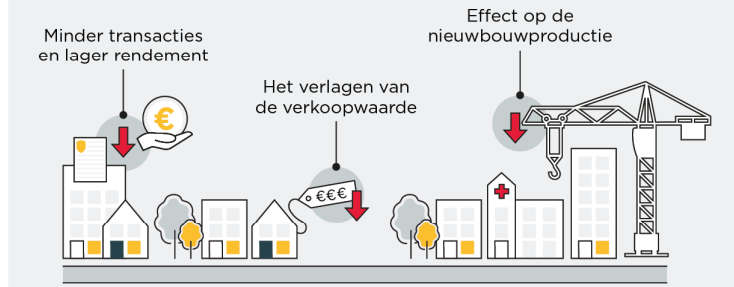 Minder transacties
en lager rendement
Het verlagen van
de verkoopwaarde
Effect op de
nieuwbouwproductie
€
€€€